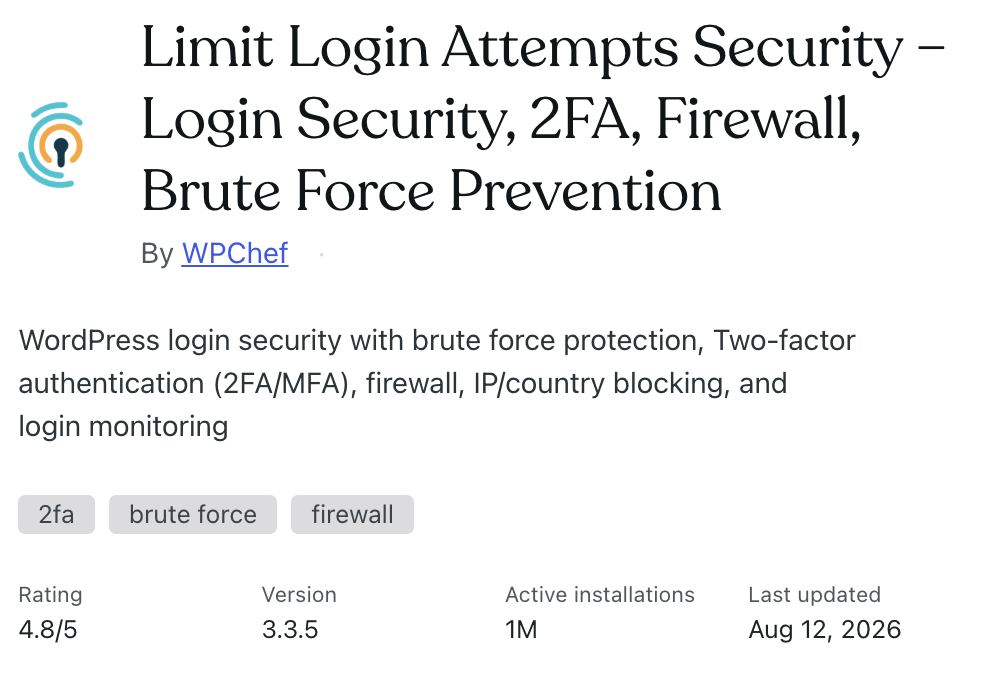 Limit Login Attempts Security –
Login Security, 2FA, Firewall,
Brute Force Prevention
By WPChef
WordPress login security with brute force protection, Two-factor
authentication (2FA/MFA), firewall, IP/country blocking, and
login monitoring
2fa brute force firewall
Rating Version Active installations Last updated
4.8/5 3.3.5 1M Aug 12, 2026